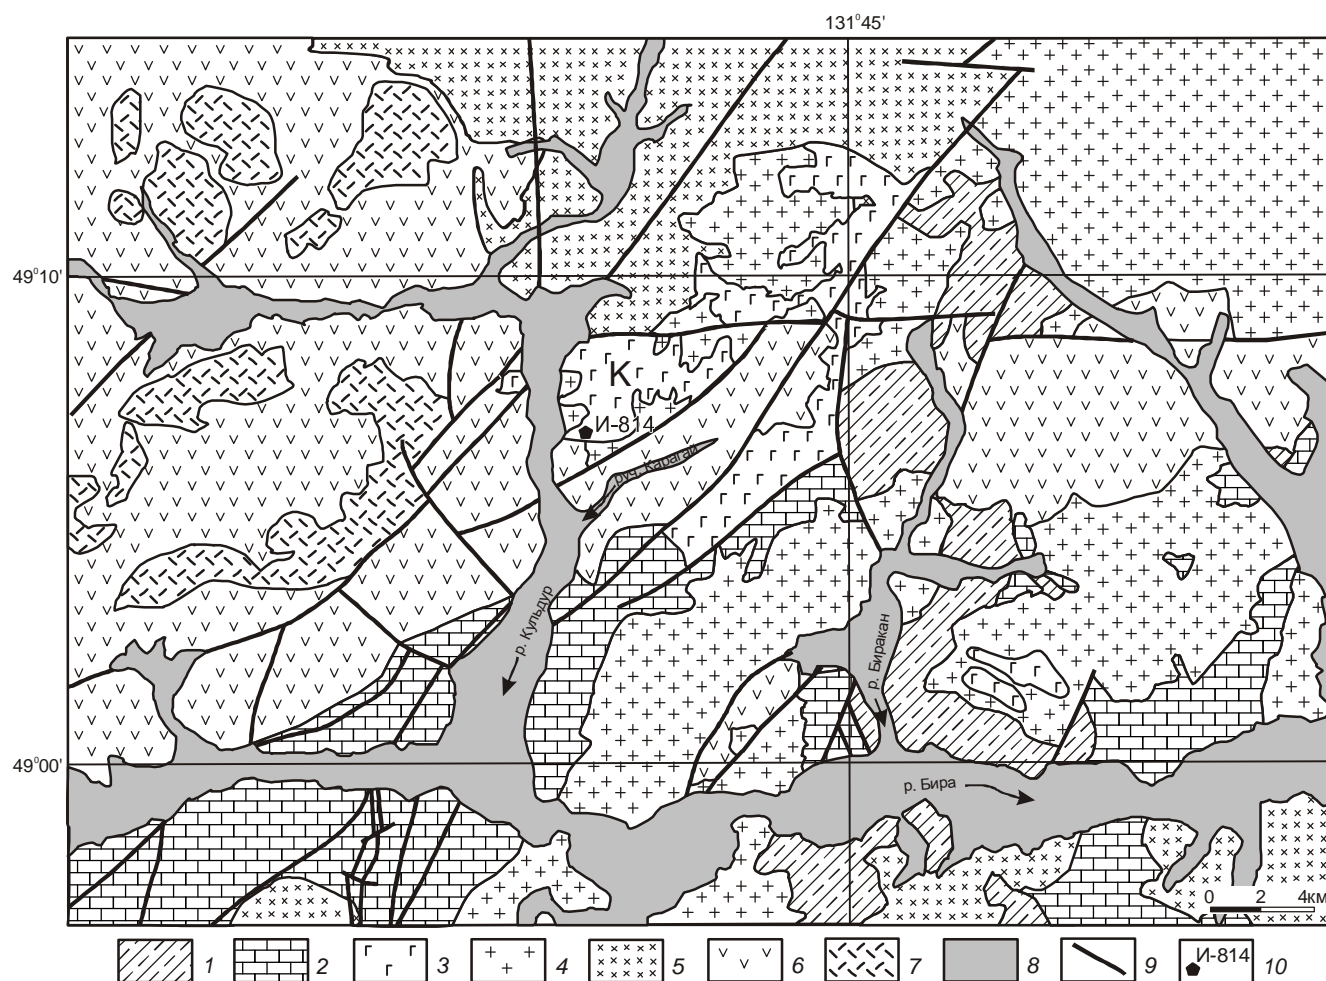 131°45'
49°10'
К
И-814
руч. Карагай
р. Кульдур
р. Биракан
49°00'
р. Бира
0 2 4км
1 2 3 4 5 6 7 8 9 И-814 10